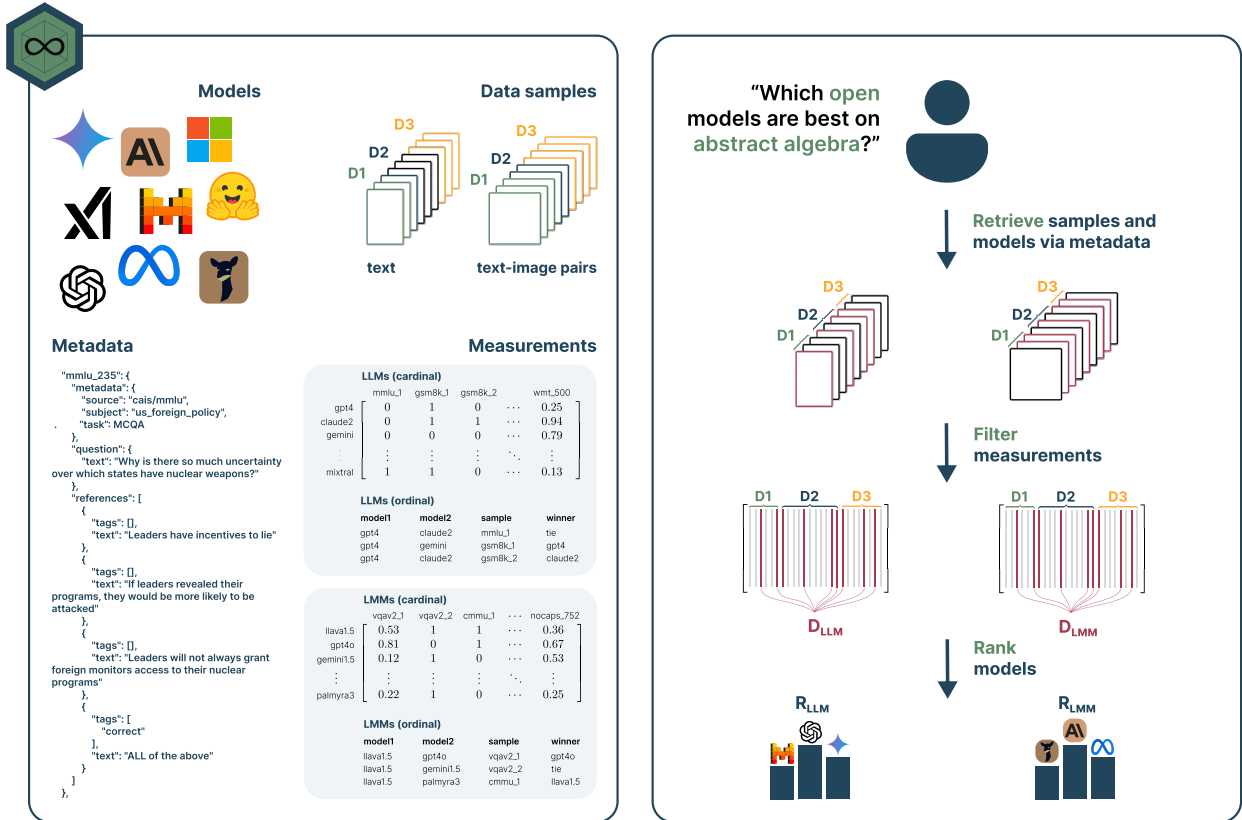 Models
Data samples
D3
D2
D1
D3
D2
D1
text
text-image pairs
Metadata
"mmlu_235": {
"metadata": {
"source": "cais/mmlu",
"subject": "us_foreign_policy",
"task": MCQA
},
"question": {
"text": "Why is there so much uncertainty
over which states have nuclear weapons?"
},
"references": [
{
"tags": [],
"text": "Leaders have incentives to lie"
},
{
"tags": [],
"text": "If leaders revealed their
programs, they would be more likely to be
attacked"
},
{
"tags": [],
"text": "Leaders will not always grant
foreign monitors access to their nuclear
programs"
},
{
"tags": [
"correct"
],
"text": "ALL of the above"
}
]
},
Measurements
LLMs (cardinal)
mmlu_1 gsm8k_1 gsm8k_2 wmt_500
gpt4 0 1 0 ⋯ 0.25
claude2 0 1 1 ⋯ 0.94
gemini 0 0 0 ⋯ 0.79
⋮ ⋮ ⋮ ⋮ ⋱ ⋮
mixtral 1 1 0 ⋯ 0.13
LLMs (ordinal)
model1 model2 sample winner
gpt4 claude2 mmlu_1 tie
gpt4 gemini gsm8k_1 gpt4
gpt4 claude2 gsm8k_2 claude2
LMMs (cardinal)
vqav2_1 vqav2_2 cmmu_1 ⋯ nocaps_752
llava1.5 0.53 1 1 ⋯ 0.36
gpt4o 0.81 0 1 ⋯ 0.67
gemini1.5 0.12 1 0 ⋯ 0.53
⋮ ⋮ ⋮ ⋮ ⋱ ⋮
palmyra3 0.22 1 0 ⋯ 0.25
LMMs (ordinal)
model1 model2 sample winner
llava1.5 gpt4o vqav2_1 gpt4o
llava1.5 gemini1.5 vqav2_2 tie
llava1.5 palmyra3 cmmu_1 llava1.5
“Which open
models are best on
abstract algebra?”
Retrieve samples and
models via metadata
D3
D2
D1
D3
D2
D1
Filter
measurements
D1 D2 D3
D1 D2 D3
D_LLM
D_LMM
Rank
models
R_LLM
R_LMM